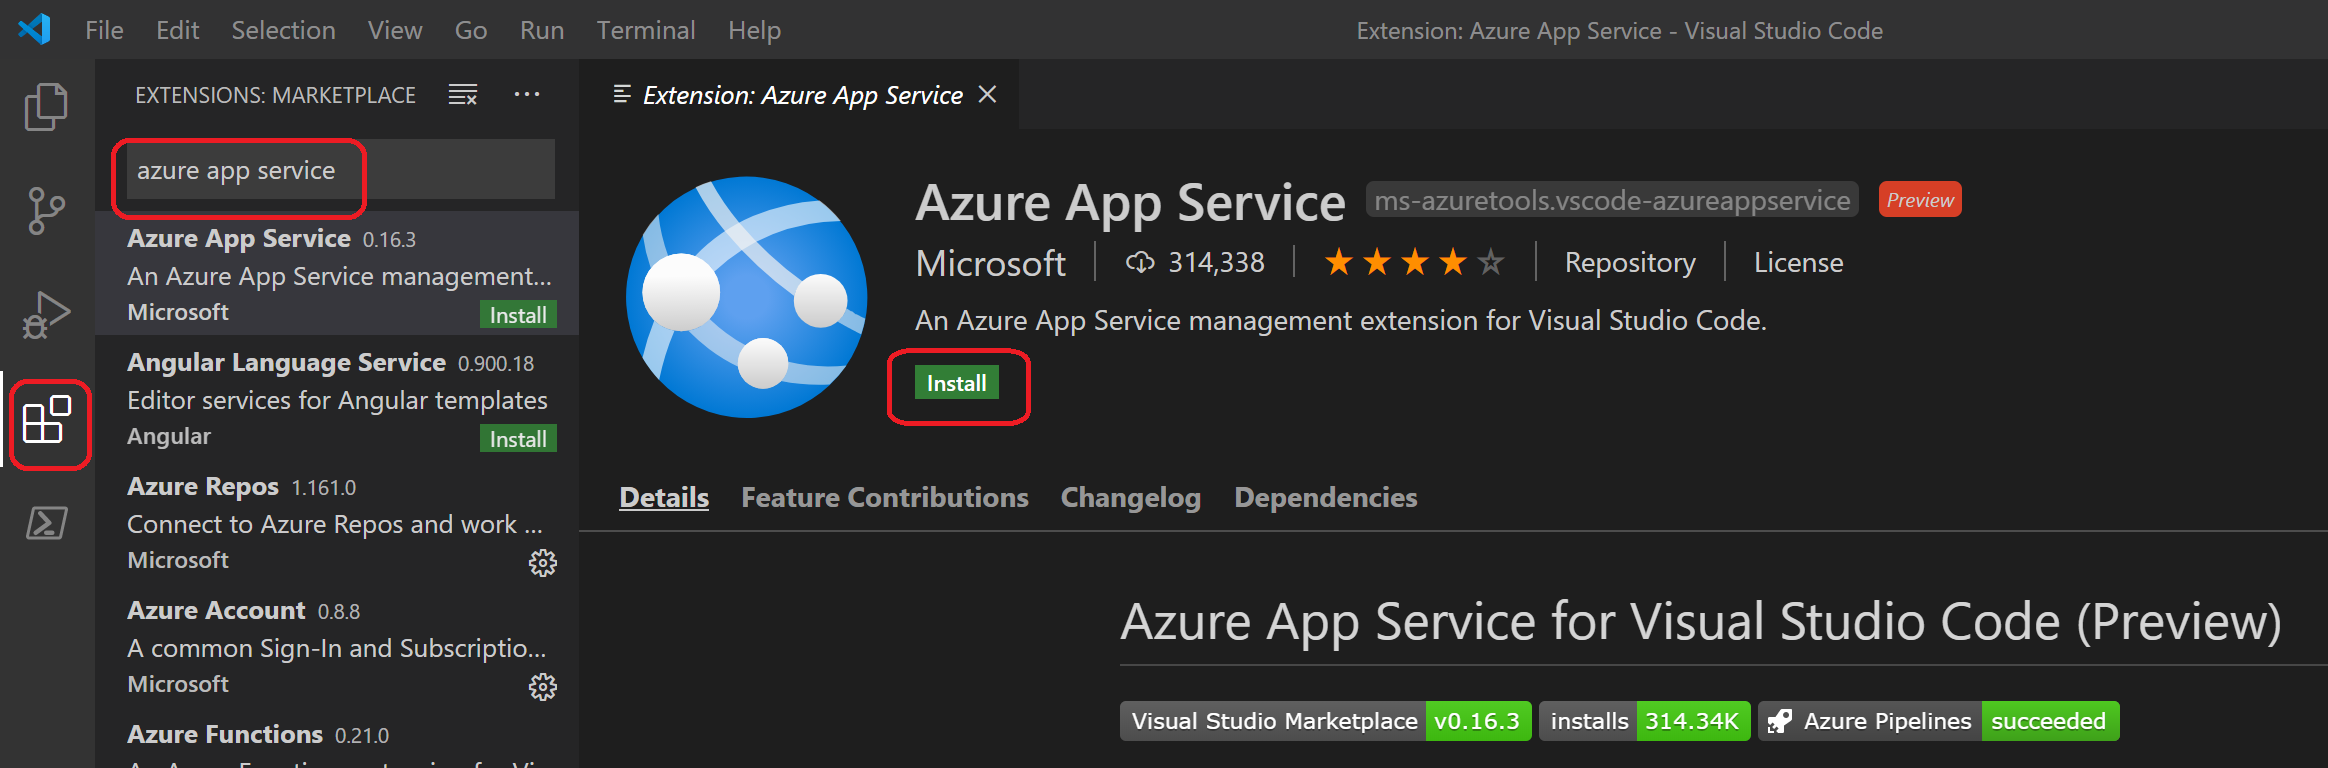 File Edit Selection View Go Run Terminal Help
Extension: Azure App Service - Visual Studio Code
EXTENSIONS: MARKETPLACE
azure app service
Azure App Service 0.16.3
An Azure App Service management...
Microsoft
Install
Angular Language Service 0.900.18
Editor services for Angular templates
Angular
Install
Azure Repos 1.161.0
Connect to Azure Repos and work ...
Microsoft
Azure Account 0.8.8
A common Sign-In and Subscriptio...
Microsoft
Azure Functions 0.21.0
Extension: Azure App Service
Azure App Service ms-azuretools.vscode-azureappservice Preview
Microsoft 314,338 Repository License
An Azure App Service management extension for Visual Studio Code.
Install
Details Feature Contributions Changelog Dependencies
Azure App Service for Visual Studio Code (Preview)
Visual Studio Marketplace v0.16.3 installs 314.34K Azure Pipelines succeeded